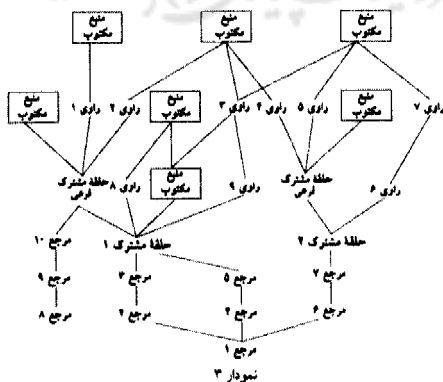 منبع
مکتوب
منبع
مکتوب
منبع
مکتوب
منبع
مکتوب
راوی ۱
راوی ۲
منبع
مکتوب
راوی ۳
راوی ۴
راوی ۵
منبع
مکتوب
راوی ۷
حلقهٔ مشترک
فرعی
راوی ۸
منبع
مکتوب
راوی ۹
حلقهٔ مشترک
فرعی
راوی ۶
مرجع ۱۰
حلقهٔ مشترک ۱
حلقهٔ مشترک ۲
مرجع ۹
مرجع ۳
مرجع ۵
مرجع ۷
مرجع ۸
مرجع ۲
مرجع ۴
مرجع ۶
مرجع ۱
نمودار ۳